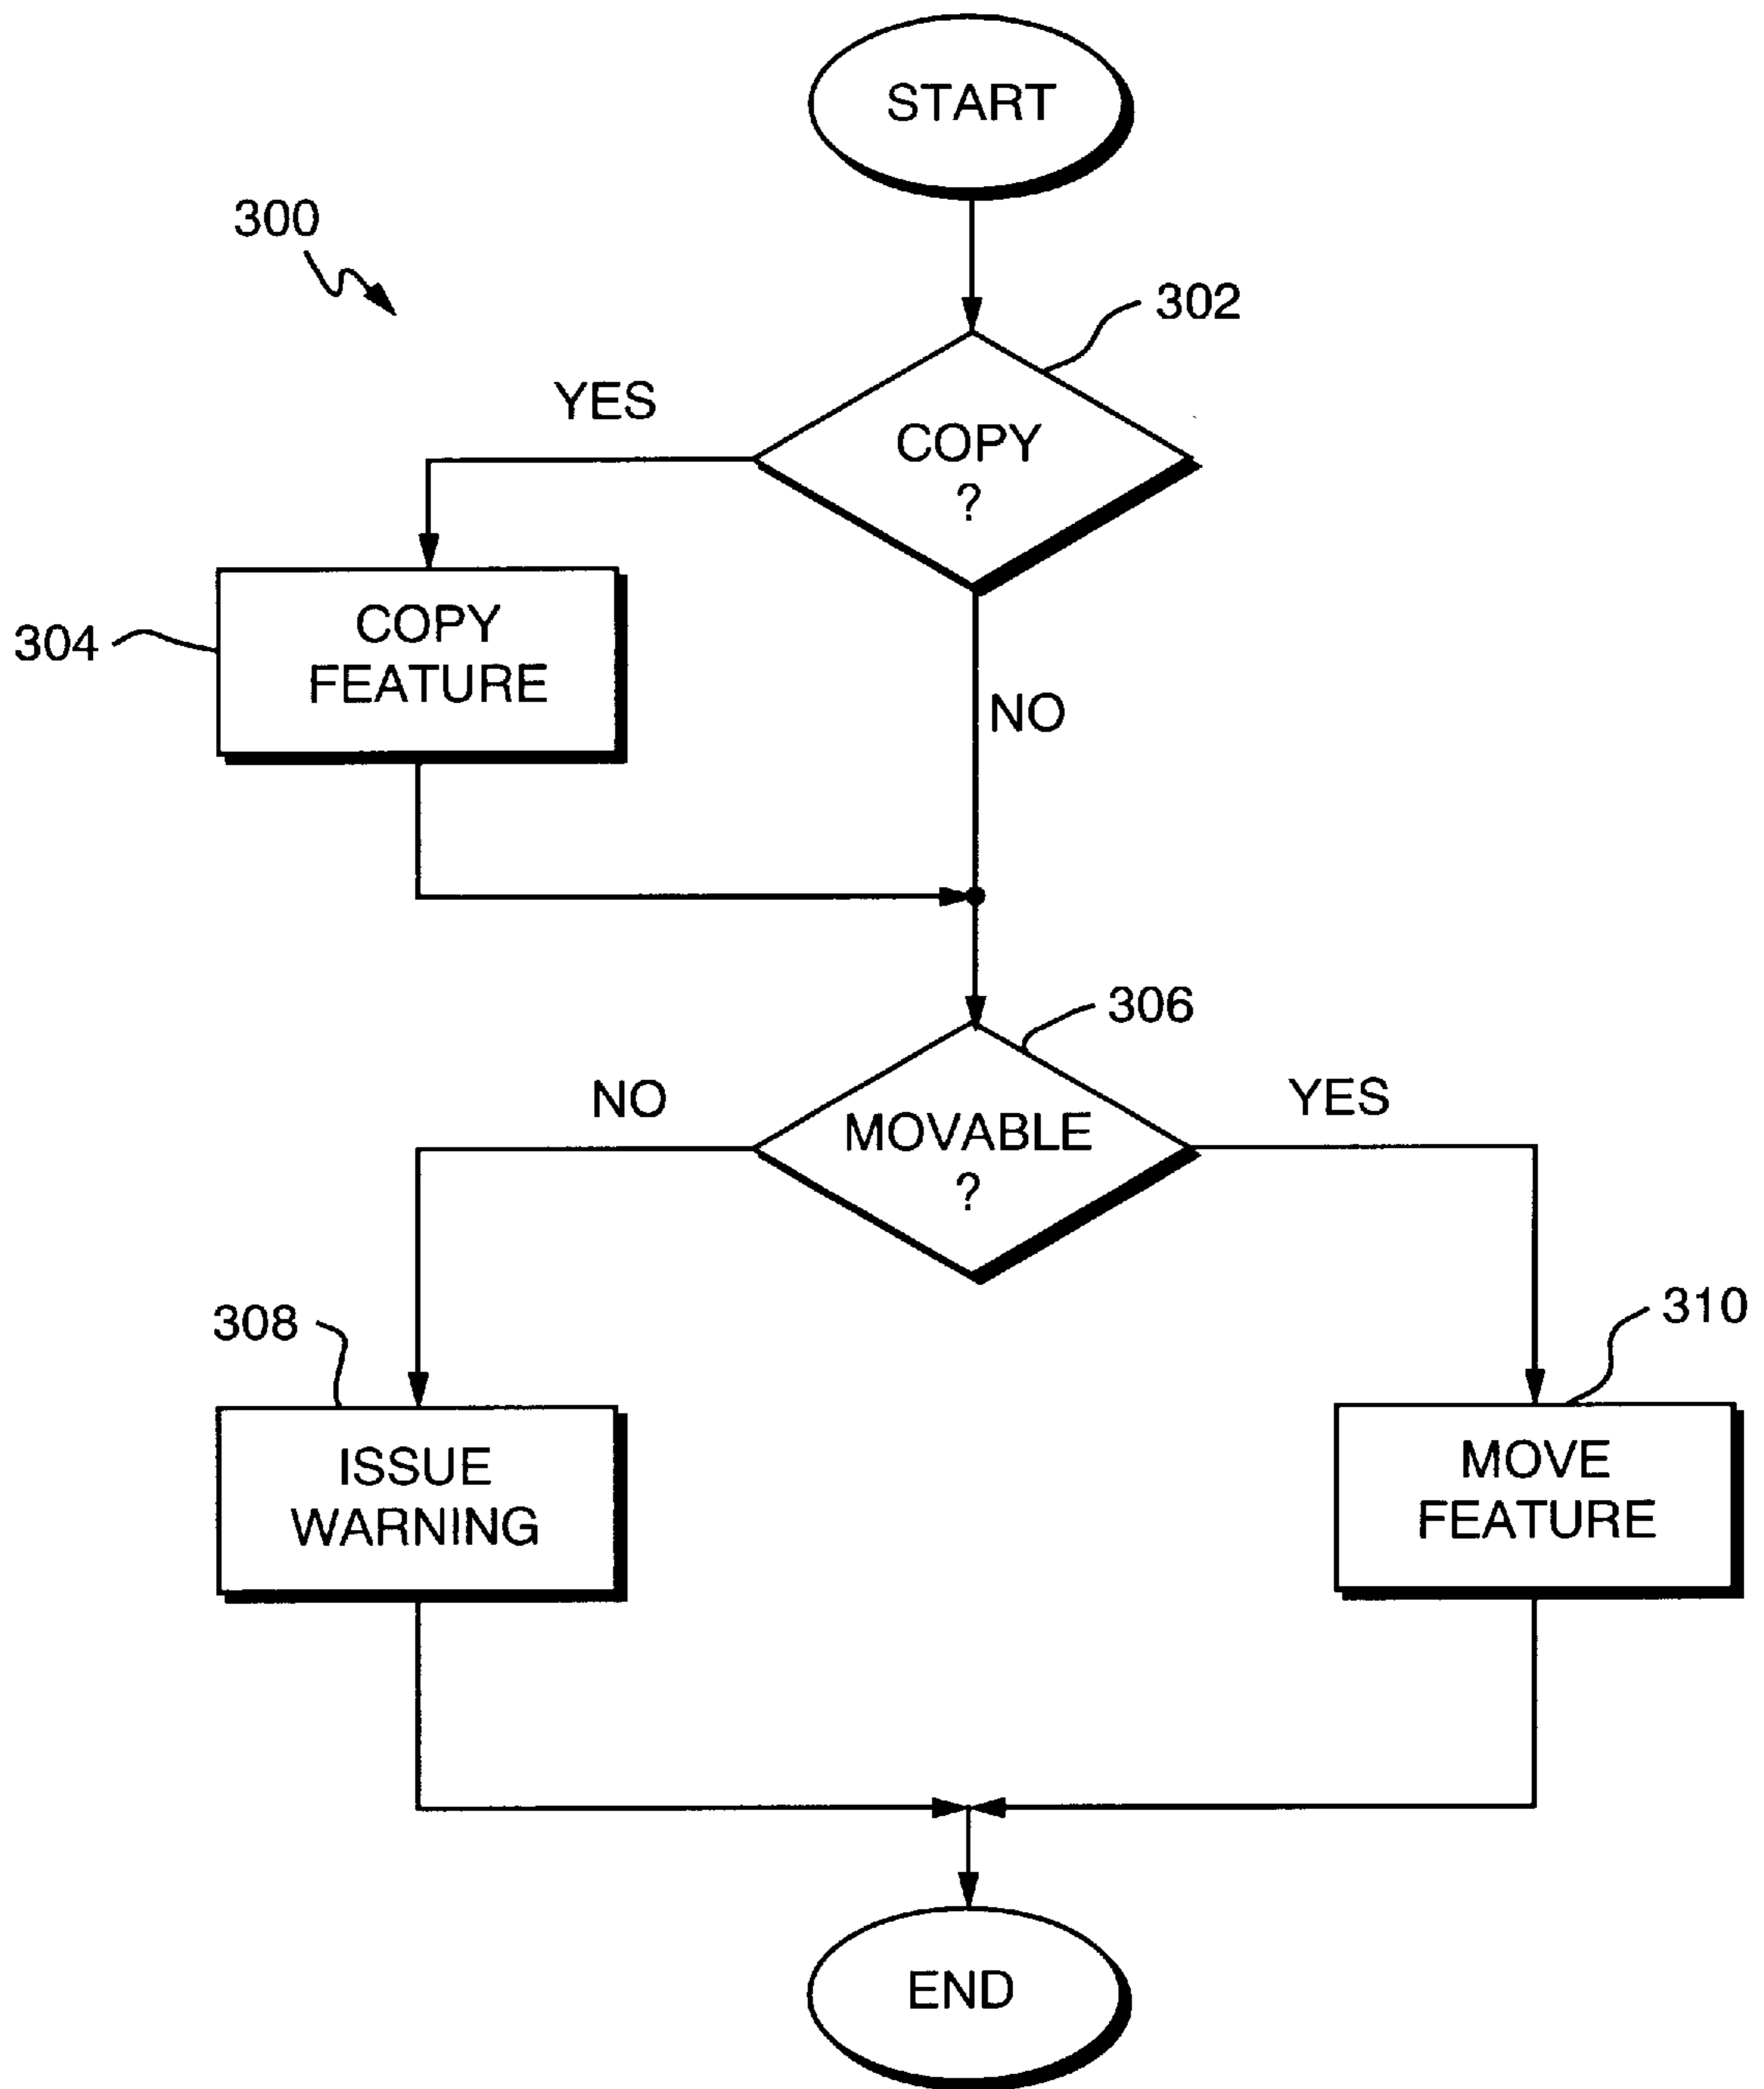 START
300
302
YES
COPY
?
304
COPY
FEATURE
NO
306
NO
YES
MOVABLE
?
308
310
ISSUE
WARNING
MOVE
FEATURE
END